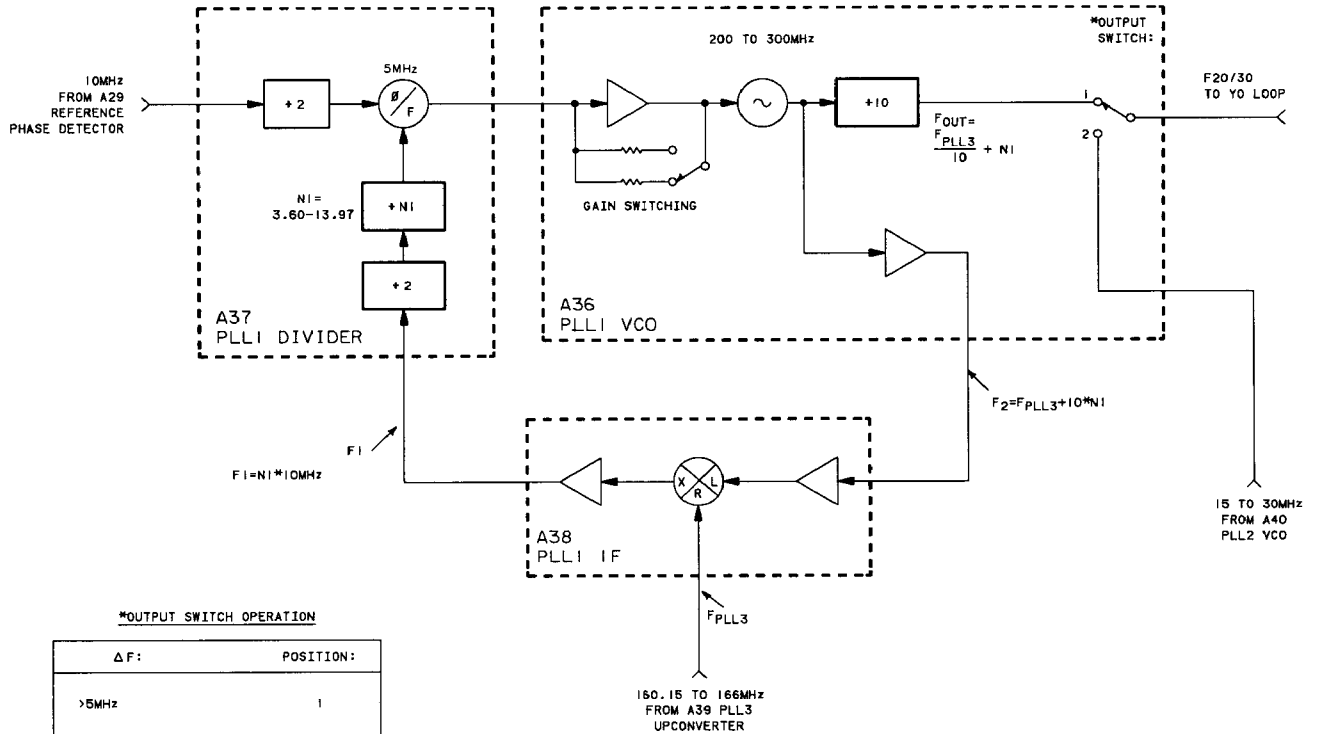 10MHz
FROM A29
REFERENCE
PHASE DETECTOR
÷2
5MHz
Ø/F
N1=
3.60-13.97
÷N1
÷2
A37
PLL1 DIVIDER
200 TO 300MHz
GAIN SWITCHING
÷10
FOUT=
FPLL3
10 + N1
*OUTPUT
SWITCH:
1
2
F20/30
TO YO LOOP
A36
PLL1 VCO
F2=FPLL3+10*N1
F1
F1=N1*10MHz
X R L
A38
PLL1 IF
FPLL3
15 TO 30MHz
FROM A40
PLL2 VCO
160.15 TO 166MHz
FROM A39 PLL3
UPCONVERTER
*OUTPUT SWITCH OPERATION
ΔF: POSITION:
>5MHz 1